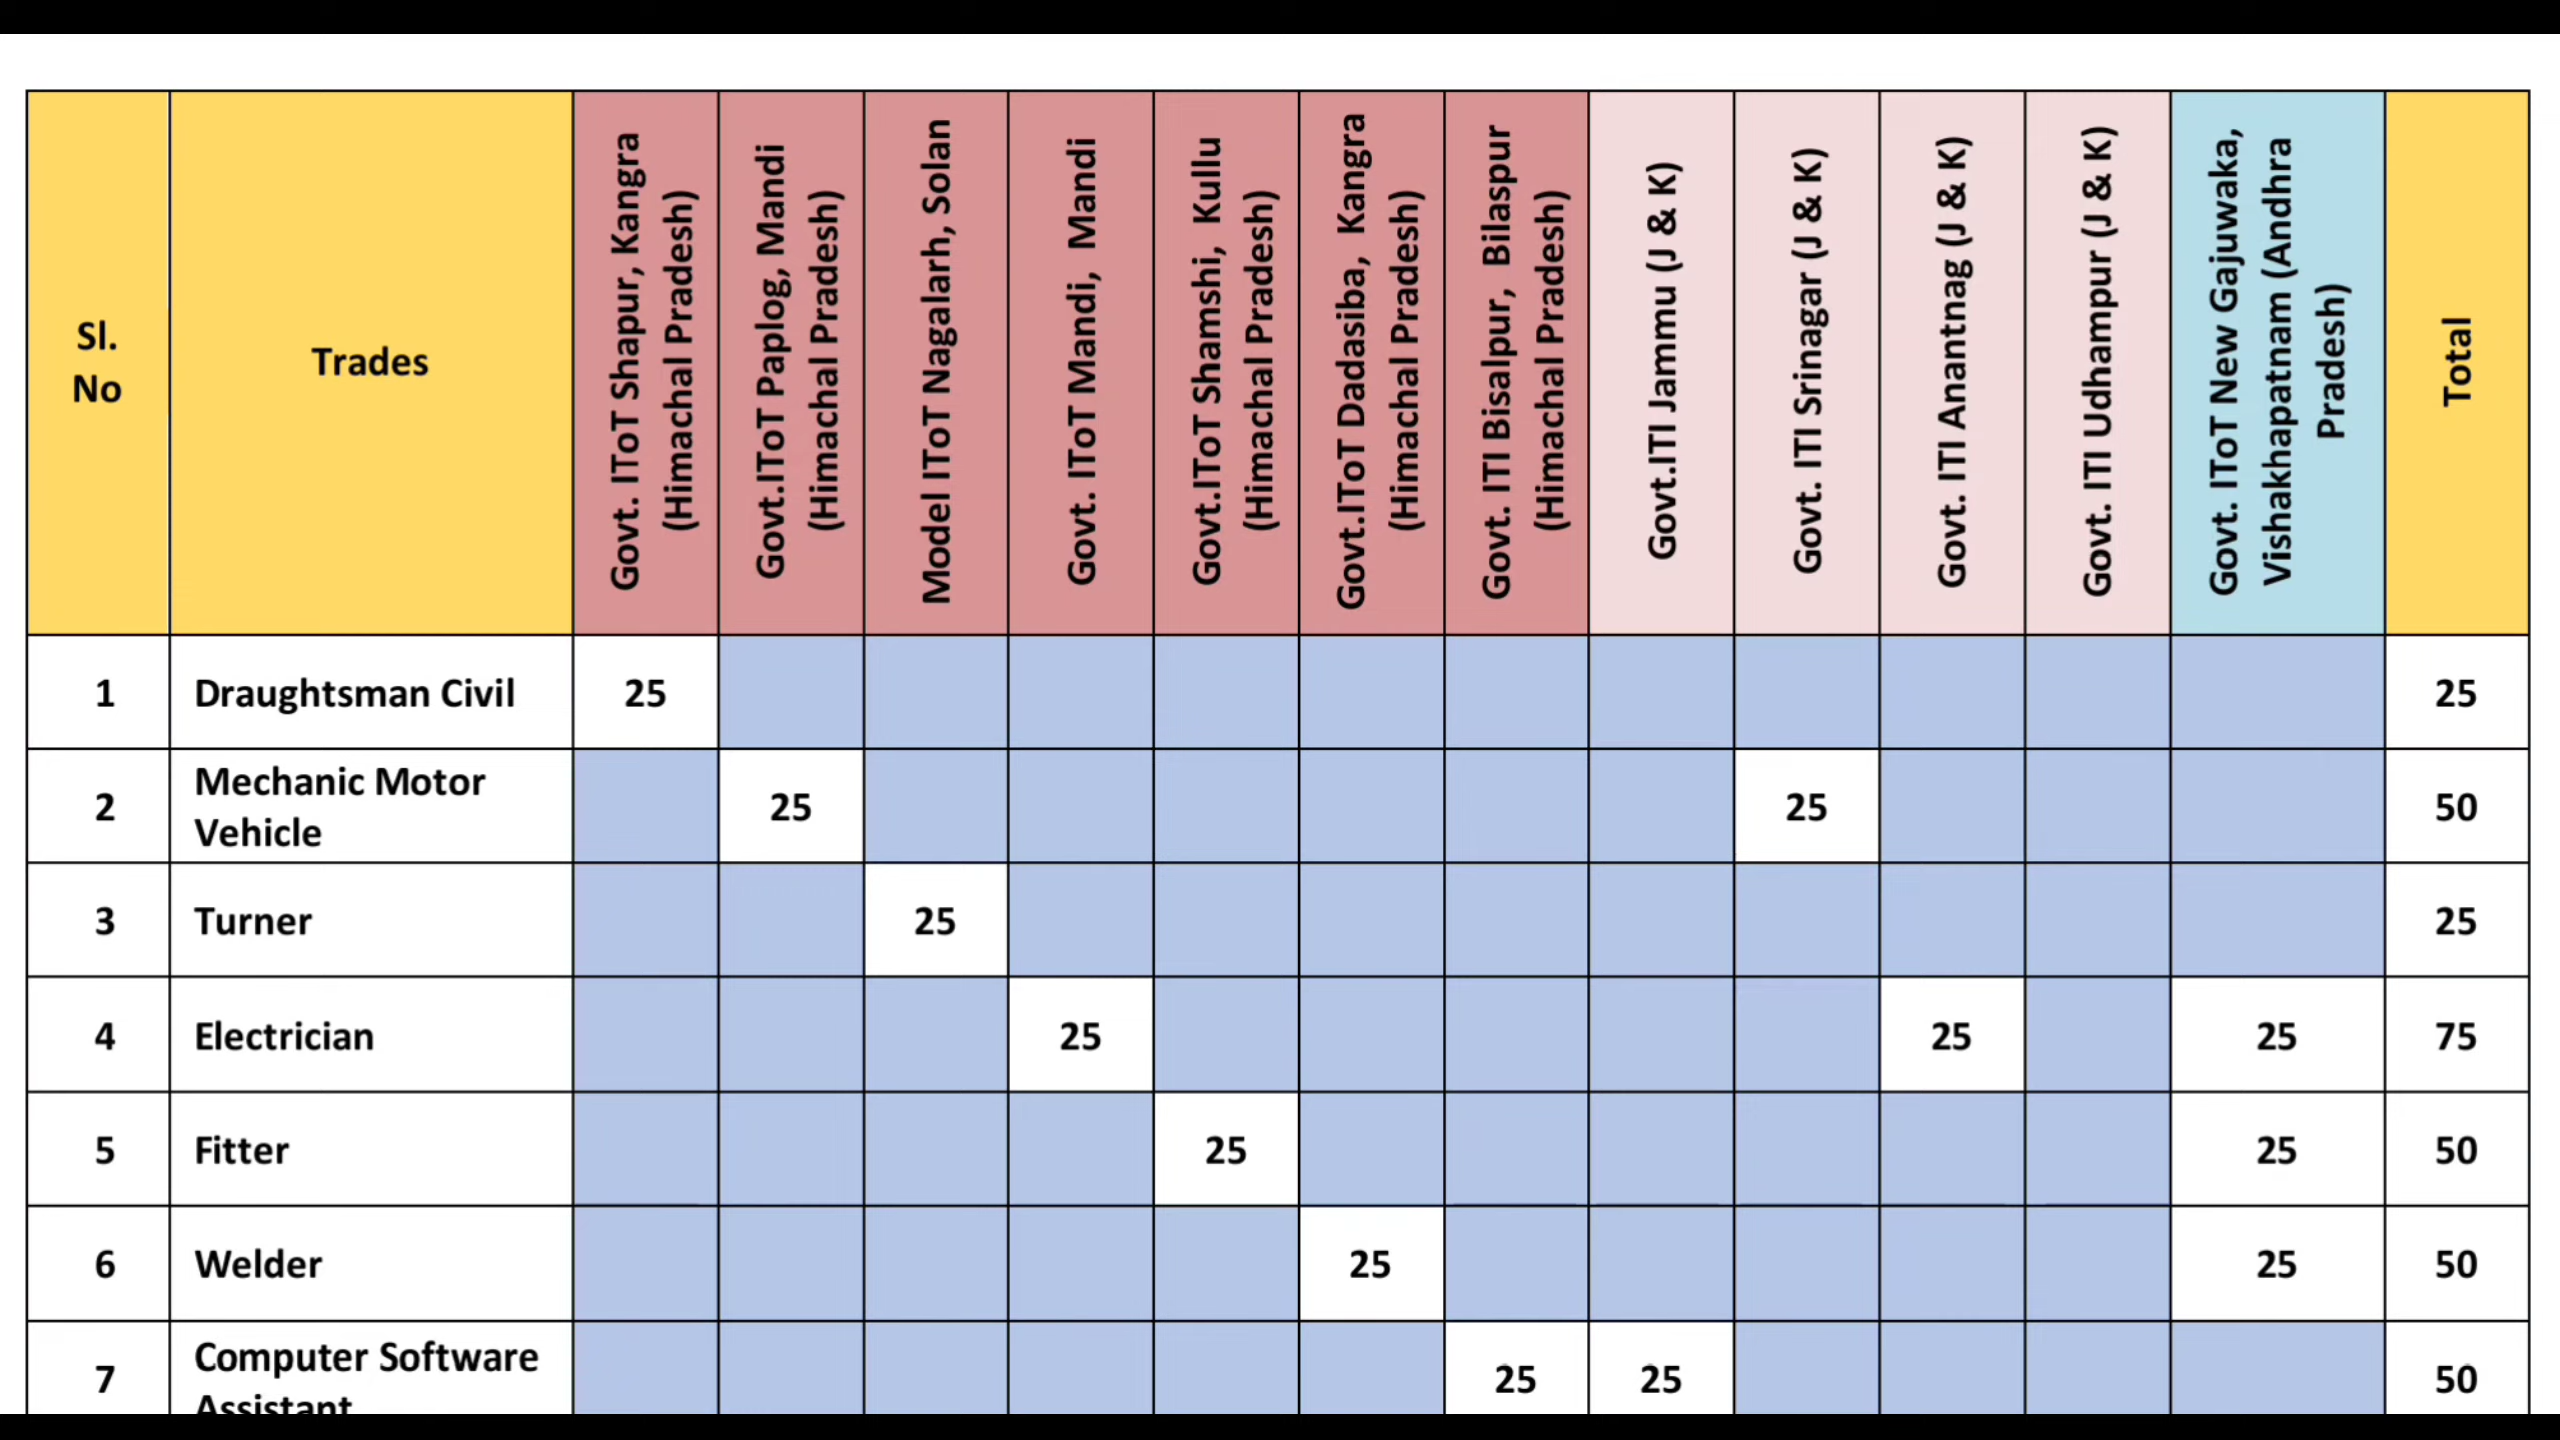 Sl.
No
Trades
Govt. IToT Shapur, Kangra
(Himachal Pradesh)
Govt.IToT Paplog, Mandi
(Himachal Pradesh)
Model IToT Nagalarh, Solan
Govt. IToT Mandi, Mandi
Govt.IToT Shamshi, Kullu
(Himachal Pradesh)
Govt.IToT Dadasiba, Kangra
(Himachal Pradesh)
Govt. ITI Bisalpur, Bilaspur
(Himachal Pradesh)
Govt.ITI Jammu (J & K)
Govt. ITI Srinagar (J & K)
Govt. ITI Anantnag (J & K)
Govt. ITI Udhampur (J & K)
Govt. IToT New Gajuwaka,
Vishakhapatnam (Andhra
Pradesh)
Total
1 Draughtsman Civil 25 25
2 Mechanic Motor
Vehicle 25 25 50
3 Turner 25 25
4 Electrician 25 25 25 75
5 Fitter 25 25 50
6 Welder 25 25 50
7 Computer Software
Assistant 25 25 50